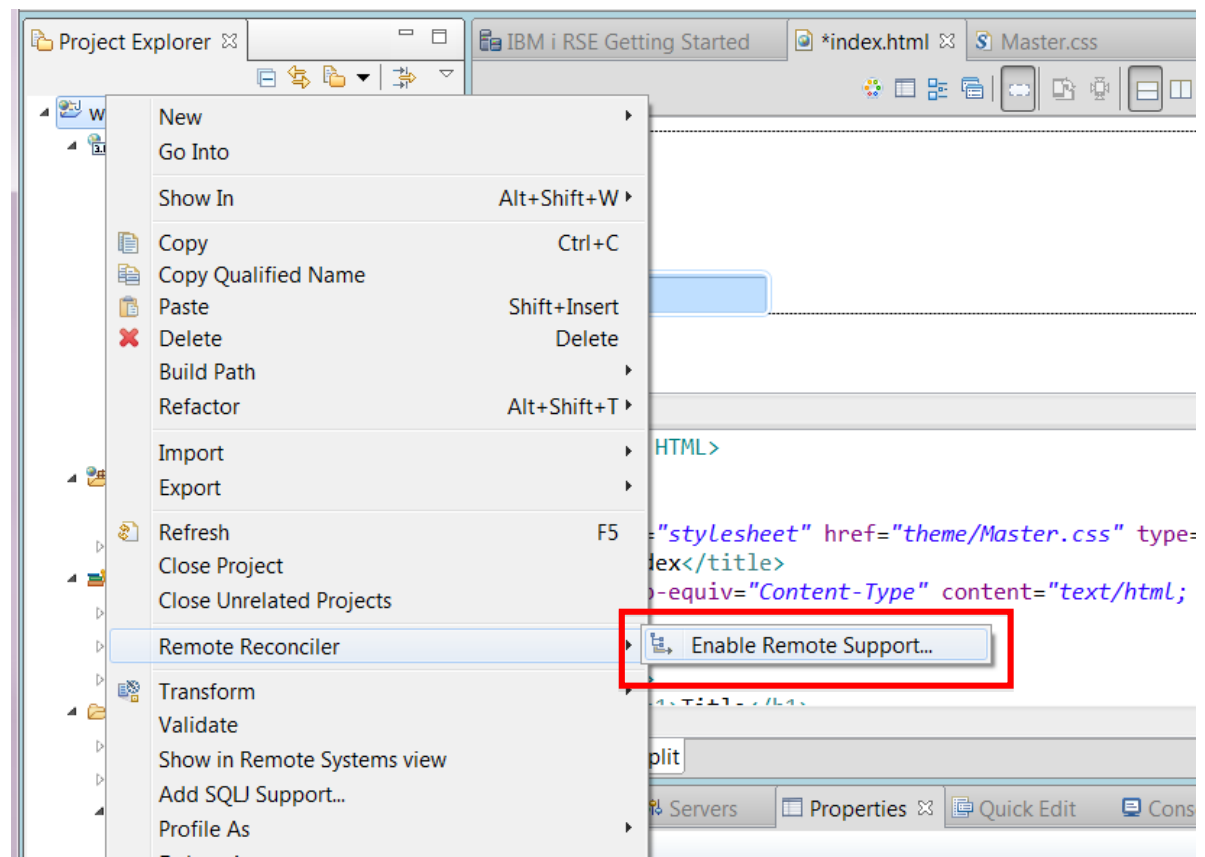 Project Explorer
IBM i RSE Getting Started
*index.html
Master.css
W
New
Go Into
Show In Alt+Shift+W
Copy Ctrl+C
Copy Qualified Name
Paste Shift+Insert
Delete Delete
Build Path
Refactor Alt+Shift+T
Import
Export
Refresh F5
Close Project
Close Unrelated Projects
Remote Reconciler
Enable Remote Support...
Transform
Validate
Show in Remote Systems view
Add SQLJ Support...
Profile As
HTML>
="stylesheet" href="theme/Master.css" type=
dex</title>
p-equiv="Content-Type" content="text/html;
plit
Servers
Properties
Quick Edit
Cons